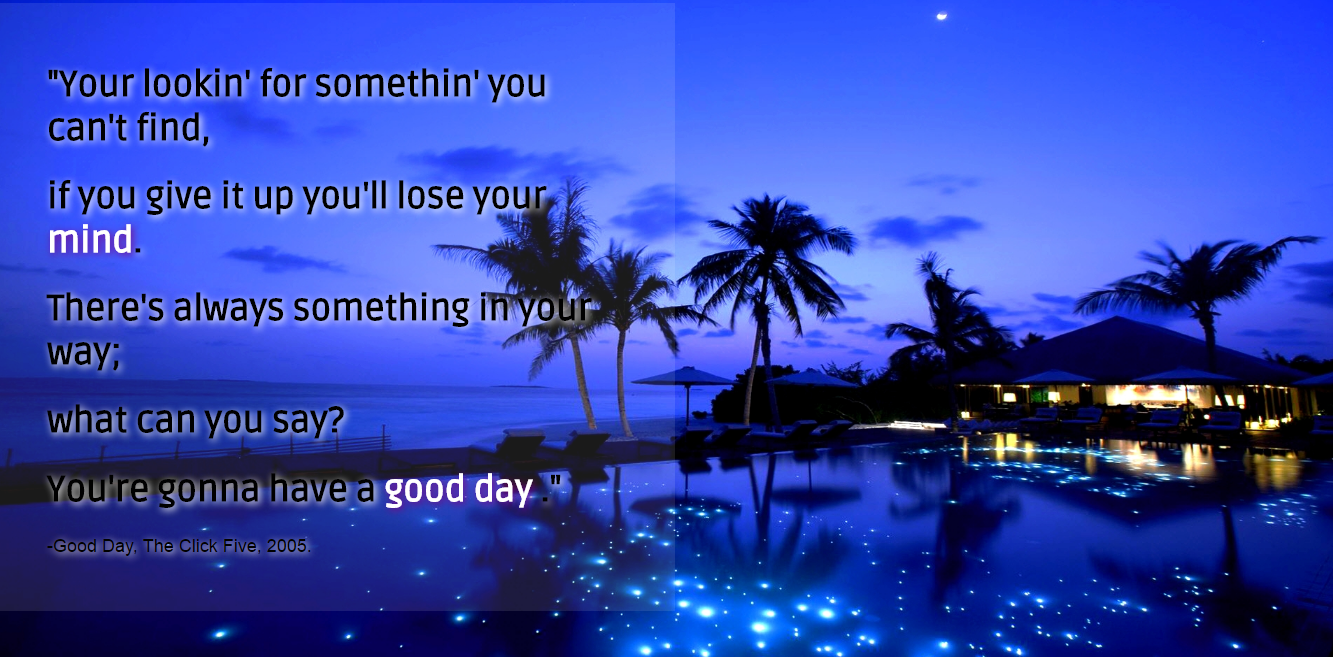 "Your lookin' for somethin' you
can't find,
if you give it up you'll lose your
mind.
There's always something in your
way;
what can you say?
You're gonna have a good day ."
-Good Day, The Click Five, 2005.